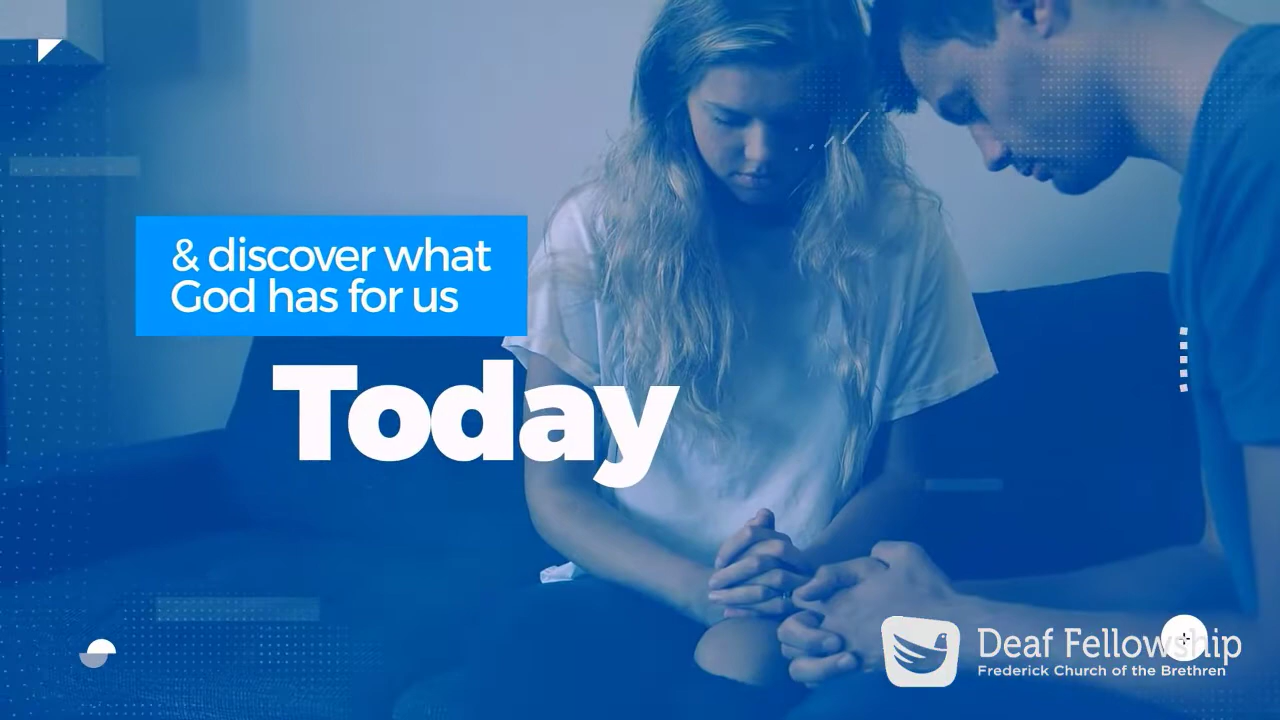 & discover what
God has for us
Today
Deaf Fellowship
Frederick Church of the Brethren